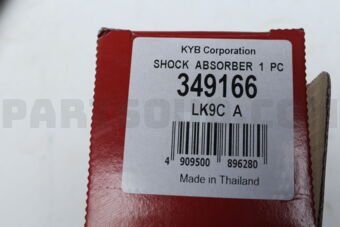 KYB Corporation
SHOCK ABSORBER 1 PC
349166
LK9C A
4 909500 896280
Made in Thailand